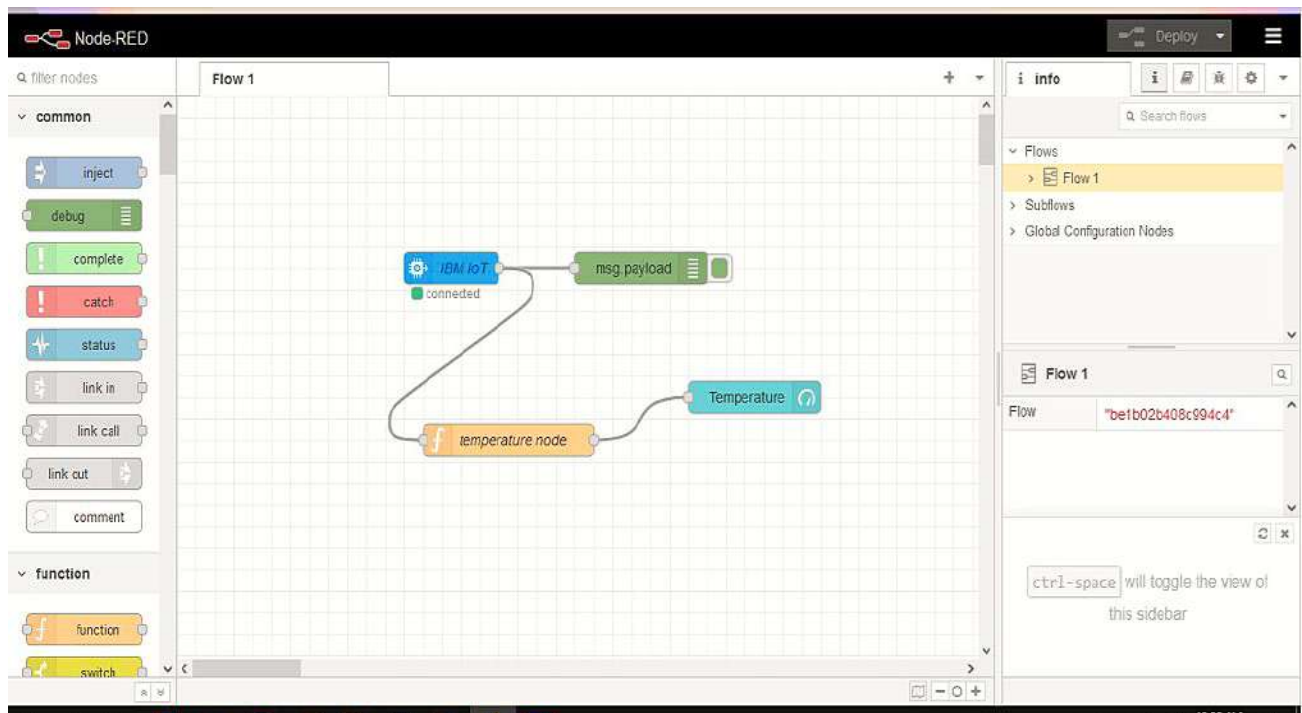 Node-RED
Deploy
filter nodes
Flow 1
i info
Search flows
common
inject
debug
complete
catch
status
link in
link call
link out
comment
function
function
switch
IBM IoT
connected
msg.payload
temperature node
Temperature
Flows
Flow 1
Subflows
Global Configuration Nodes
Flow 1
Flow "be1b02b408c994c4"
ctrl-space will toggle the view of
this sidebar